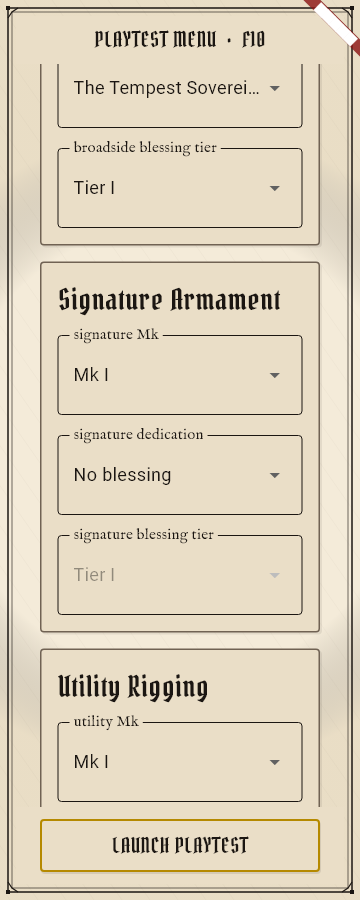 PLAYTEST MENU · F10
The Tempest Soverei...
broadside blessing tier
Tier I
Signature Armament
signature Mk
Mk I
signature dedication
No blessing
signature blessing tier
Tier I
Utility Rigging
utility Mk
Mk I
LAUNCH PLAYTEST